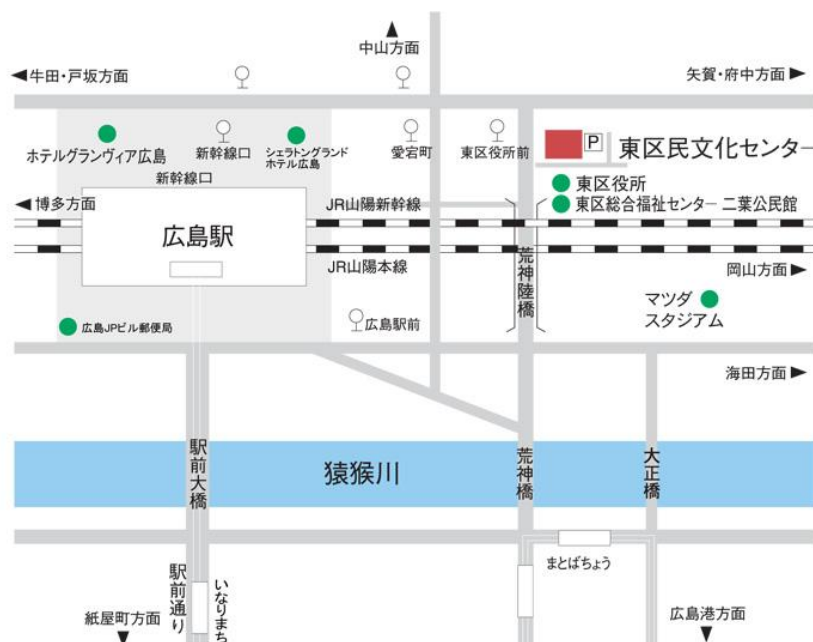 中山方面
牛田・戸坂方面
矢賀・府中方面
ホテルグランヴィア広島
新幹線口
シェラトングランド
ホテル広島
愛宕町
東区役所前
P
東区民文化センター
新幹線口
東区役所
東区総合福祉センター 二葉公民館
博多方面
JR山陽新幹線
広島駅
JR山陽本線
荒神陸橋
岡山方面
マツダ
スタジアム
広島JPビル郵便局
広島駅前
海田方面
駅前大橋
猿猴川
荒神橋
大正橋
まとばちょう
駅前通り
いなりまち
紙屋町方面
広島港方面